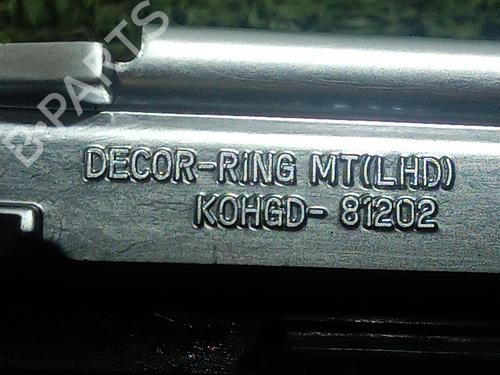 B-PARTS
DECOR-RING MT(LHD)
KOHGD- 81202